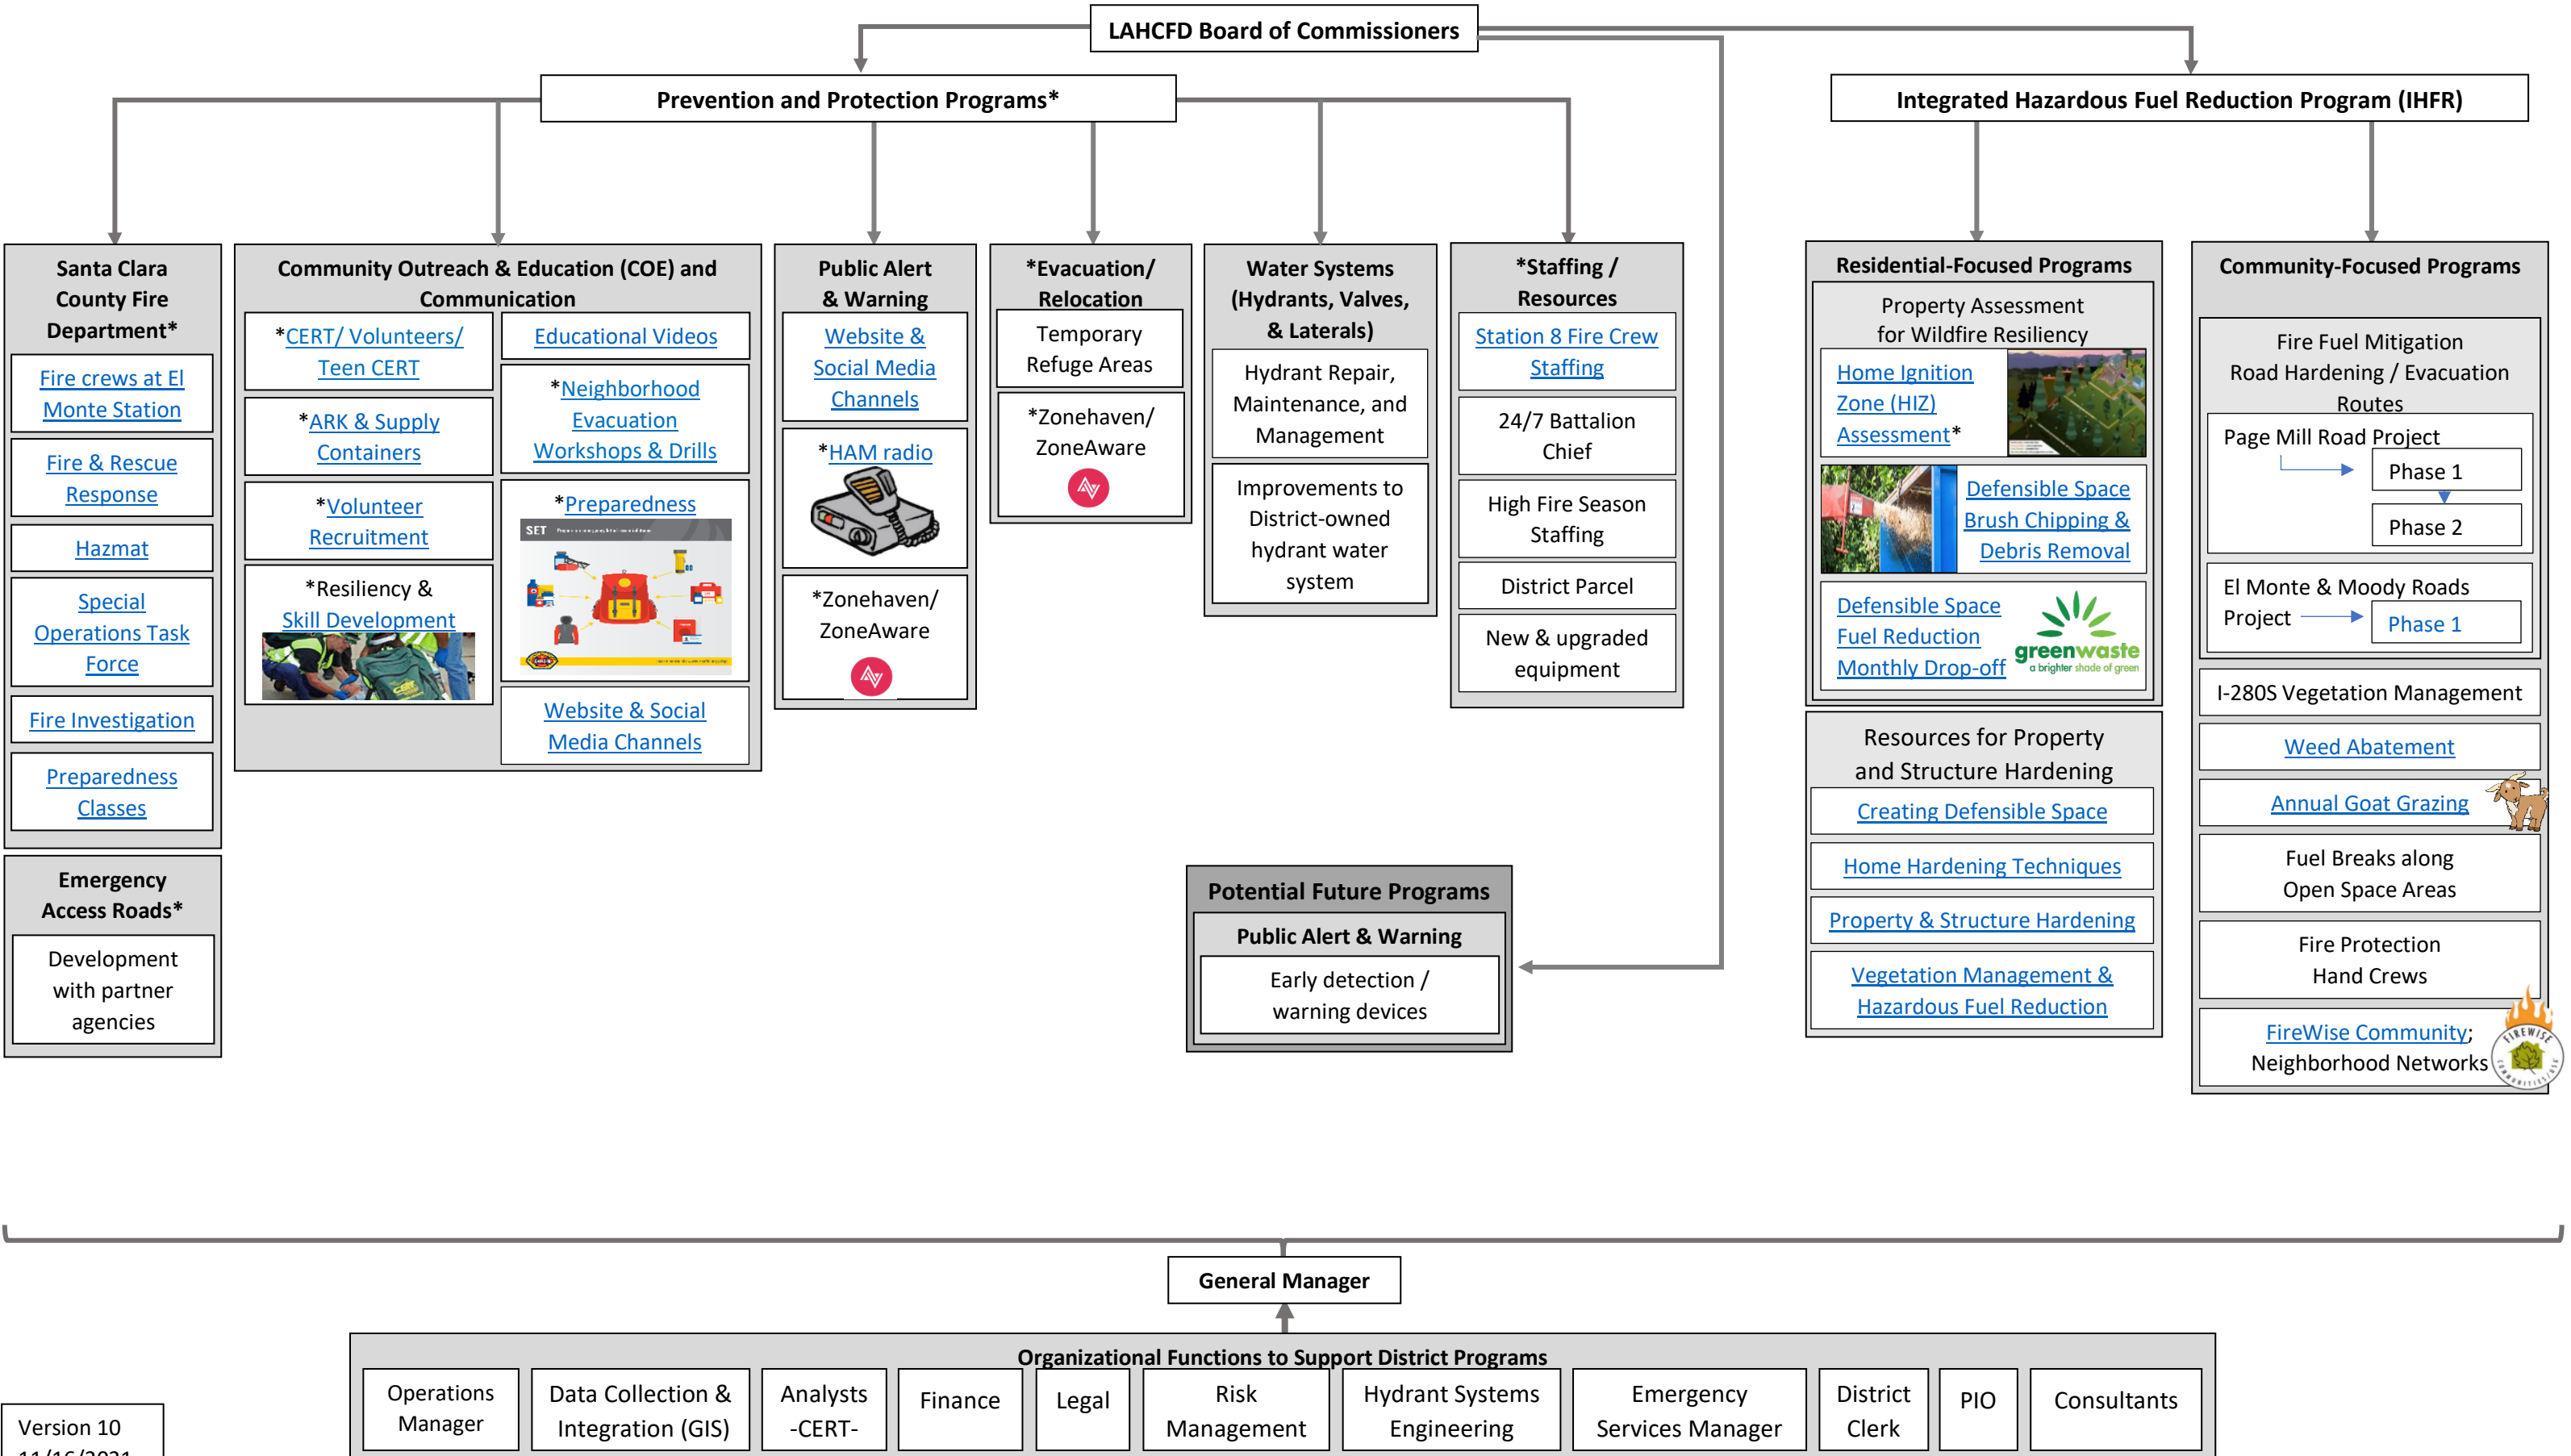 LAHCFD Board of Commissioners
Prevention and Protection Programs*
Integrated Hazardous Fuel Reduction Program (IHFR)
Santa Clara
County Fire
Department*
Fire crews at El
Monte Station
Fire & Rescue
Response
Hazmat
Special
Operations Task
Force
Fire Investigation
Preparedness
Classes
Emergency
Access Roads*
Development
with partner
agencies
Community Outreach & Education (COE) and
Communication
*CERT/ Volunteers/
Teen CERT
*ARK & Supply
Containers
*Volunteer
Recruitment
*Resiliency &
Skill Development
Educational Videos
*Neighborhood
Evacuation
Workshops & Drills
*Preparedness
SET
Website & Social
Media Channels
Public Alert
& Warning
Website &
Social Media
Channels
*HAM radio
*Zonehaven/
ZoneAware
*Evacuation/
Relocation
Temporary
Refuge Areas
*Zonehaven/
ZoneAware
Water Systems
(Hydrants, Valves,
& Laterals)
Hydrant Repair,
Maintenance, and
Management
Improvements to
District-owned
hydrant water
system
*Staffing /
Resources
Station 8 Fire Crew
Staffing
24/7 Battalion
Chief
High Fire Season
Staffing
District Parcel
New & upgraded
equipment
Potential Future Programs
Public Alert & Warning
Early detection /
warning devices
Residential-Focused Programs
Property Assessment
for Wildfire Resiliency
Home Ignition
Zone (HIZ)
Assessment*
Defensible Space
Brush Chipping &
Debris Removal
Defensible Space
Fuel Reduction
Monthly Drop-off
greenwaste
a brighter shade of green
Resources for Property
and Structure Hardening
Creating Defensible Space
Home Hardening Techniques
Property & Structure Hardening
Vegetation Management &
Hazardous Fuel Reduction
Community-Focused Programs
Fire Fuel Mitigation
Road Hardening / Evacuation
Routes
Page Mill Road Project
Phase 1
Phase 2
El Monte & Moody Roads
Project
Phase 1
I-280S Vegetation Management
Weed Abatement
Annual Goat Grazing
Fuel Breaks along
Open Space Areas
Fire Protection
Hand Crews
FireWise Community;
Neighborhood Networks
FIREWISE
COMMUNITIES/USA
General Manager
Organizational Functions to Support District Programs
Operations
Manager
Data Collection &
Integration (GIS)
Analysts
-CERT-
Finance
Legal
Risk
Management
Hydrant Systems
Engineering
Emergency
Services Manager
District
Clerk
PIO
Consultants
Version 10
11/16/2021